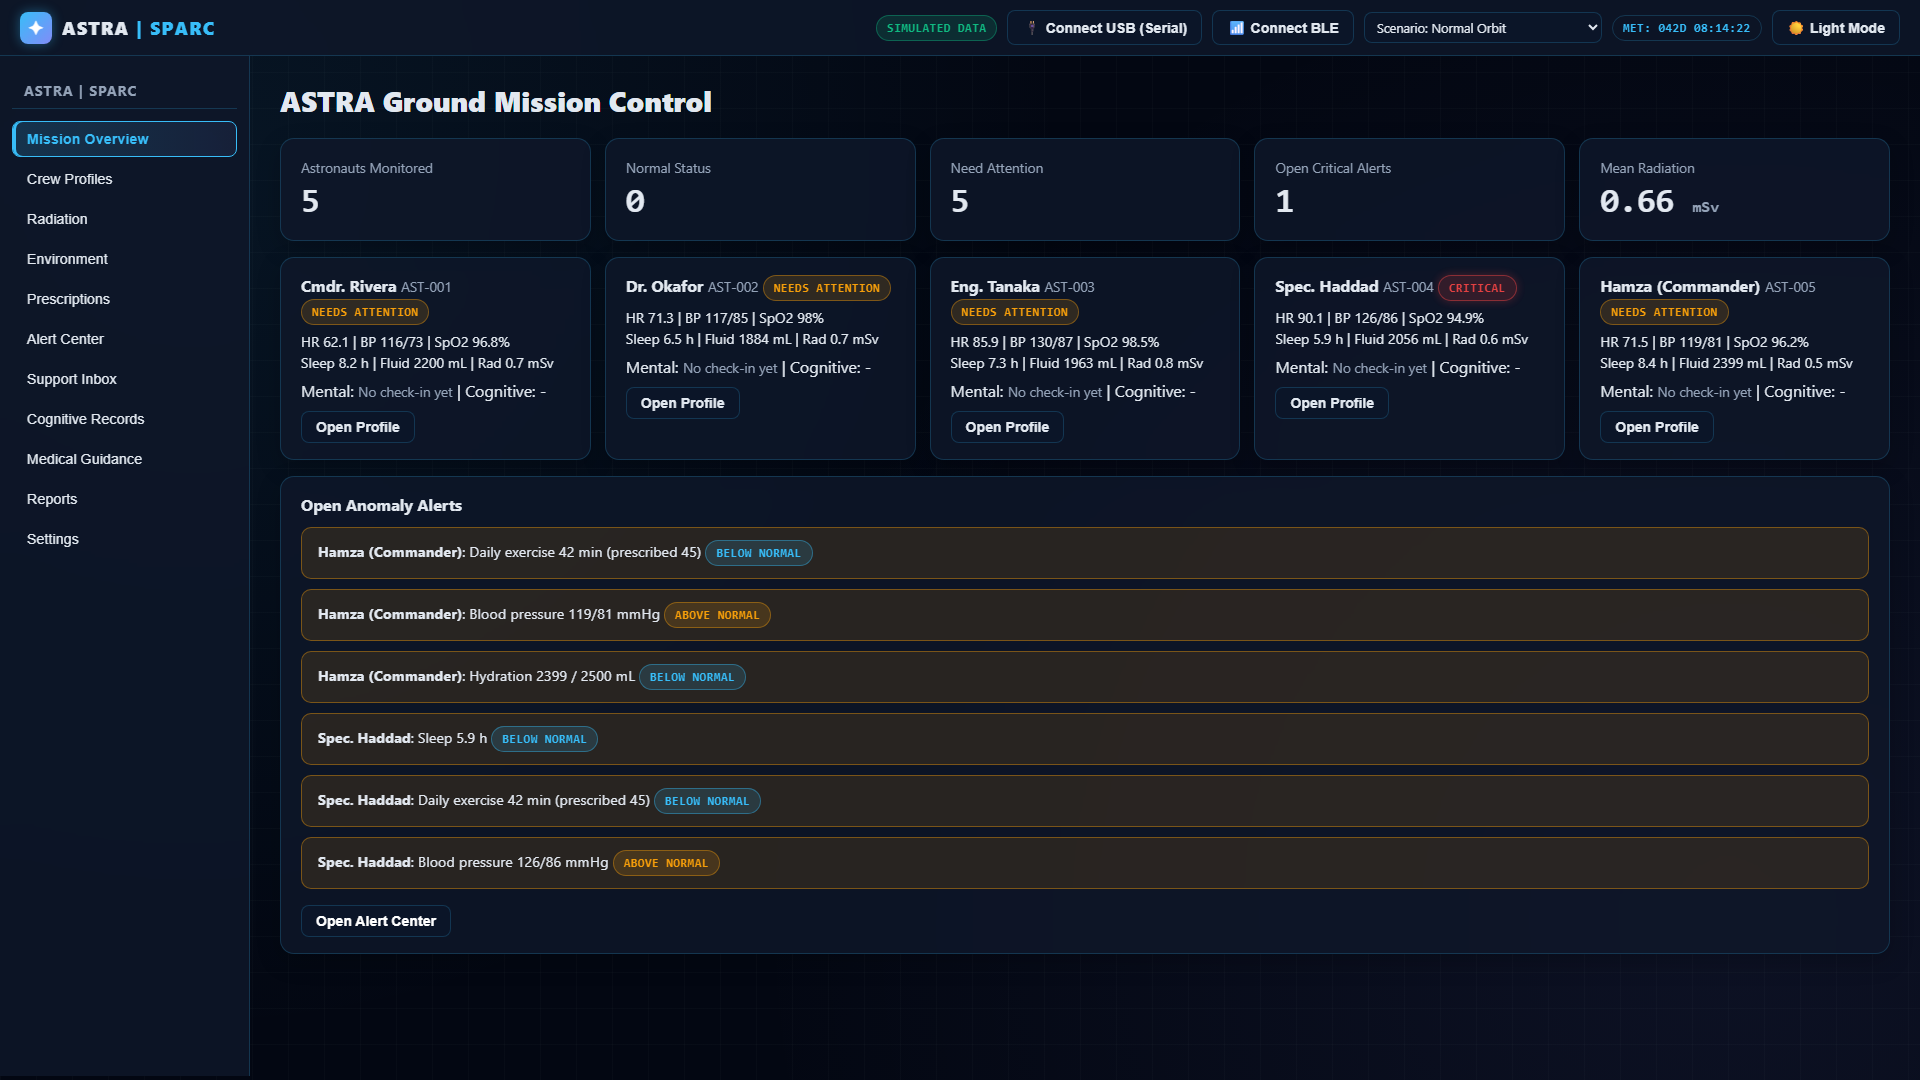 ASTRA | SPARC
SIMULATED DATA
Connect USB (Serial)
Connect BLE
Scenario: Normal Orbit
MET: 042D 08:14:22
Light Mode
ASTRA | SPARC
Mission Overview
Crew Profiles
Radiation
Environment
Prescriptions
Alert Center
Support Inbox
Cognitive Records
Medical Guidance
Reports
Settings
ASTRA Ground Mission Control
Astronauts Monitored
5
Normal Status
0
Need Attention
5
Open Critical Alerts
1
Mean Radiation
0.66 mSv
Cmdr. Rivera AST-001
NEEDS ATTENTION
HR 62.1 | BP 116/73 | SpO2 96.8%
Sleep 8.2 h | Fluid 2200 mL | Rad 0.7 mSv
Mental: No check-in yet | Cognitive: -
Open Profile
Dr. Okafor AST-002 NEEDS ATTENTION
HR 71.3 | BP 117/85 | SpO2 98%
Sleep 6.5 h | Fluid 1884 mL | Rad 0.7 mSv
Mental: No check-in yet | Cognitive: -
Open Profile
Eng. Tanaka AST-003
NEEDS ATTENTION
HR 85.9 | BP 130/87 | SpO2 98.5%
Sleep 7.3 h | Fluid 1963 mL | Rad 0.8 mSv
Mental: No check-in yet | Cognitive: -
Open Profile
Spec. Haddad AST-004 CRITICAL
HR 90.1 | BP 126/86 | SpO2 94.9%
Sleep 5.9 h | Fluid 2056 mL | Rad 0.6 mSv
Mental: No check-in yet | Cognitive: -
Open Profile
Hamza (Commander) AST-005
NEEDS ATTENTION
HR 71.5 | BP 119/81 | SpO2 96.2%
Sleep 8.4 h | Fluid 2399 mL | Rad 0.5 mSv
Mental: No check-in yet | Cognitive: -
Open Profile
Open Anomaly Alerts
Hamza (Commander): Daily exercise 42 min (prescribed 45) BELOW NORMAL
Hamza (Commander): Blood pressure 119/81 mmHg ABOVE NORMAL
Hamza (Commander): Hydration 2399 / 2500 mL BELOW NORMAL
Spec. Haddad: Sleep 5.9 h BELOW NORMAL
Spec. Haddad: Daily exercise 42 min (prescribed 45) BELOW NORMAL
Spec. Haddad: Blood pressure 126/86 mmHg ABOVE NORMAL
Open Alert Center